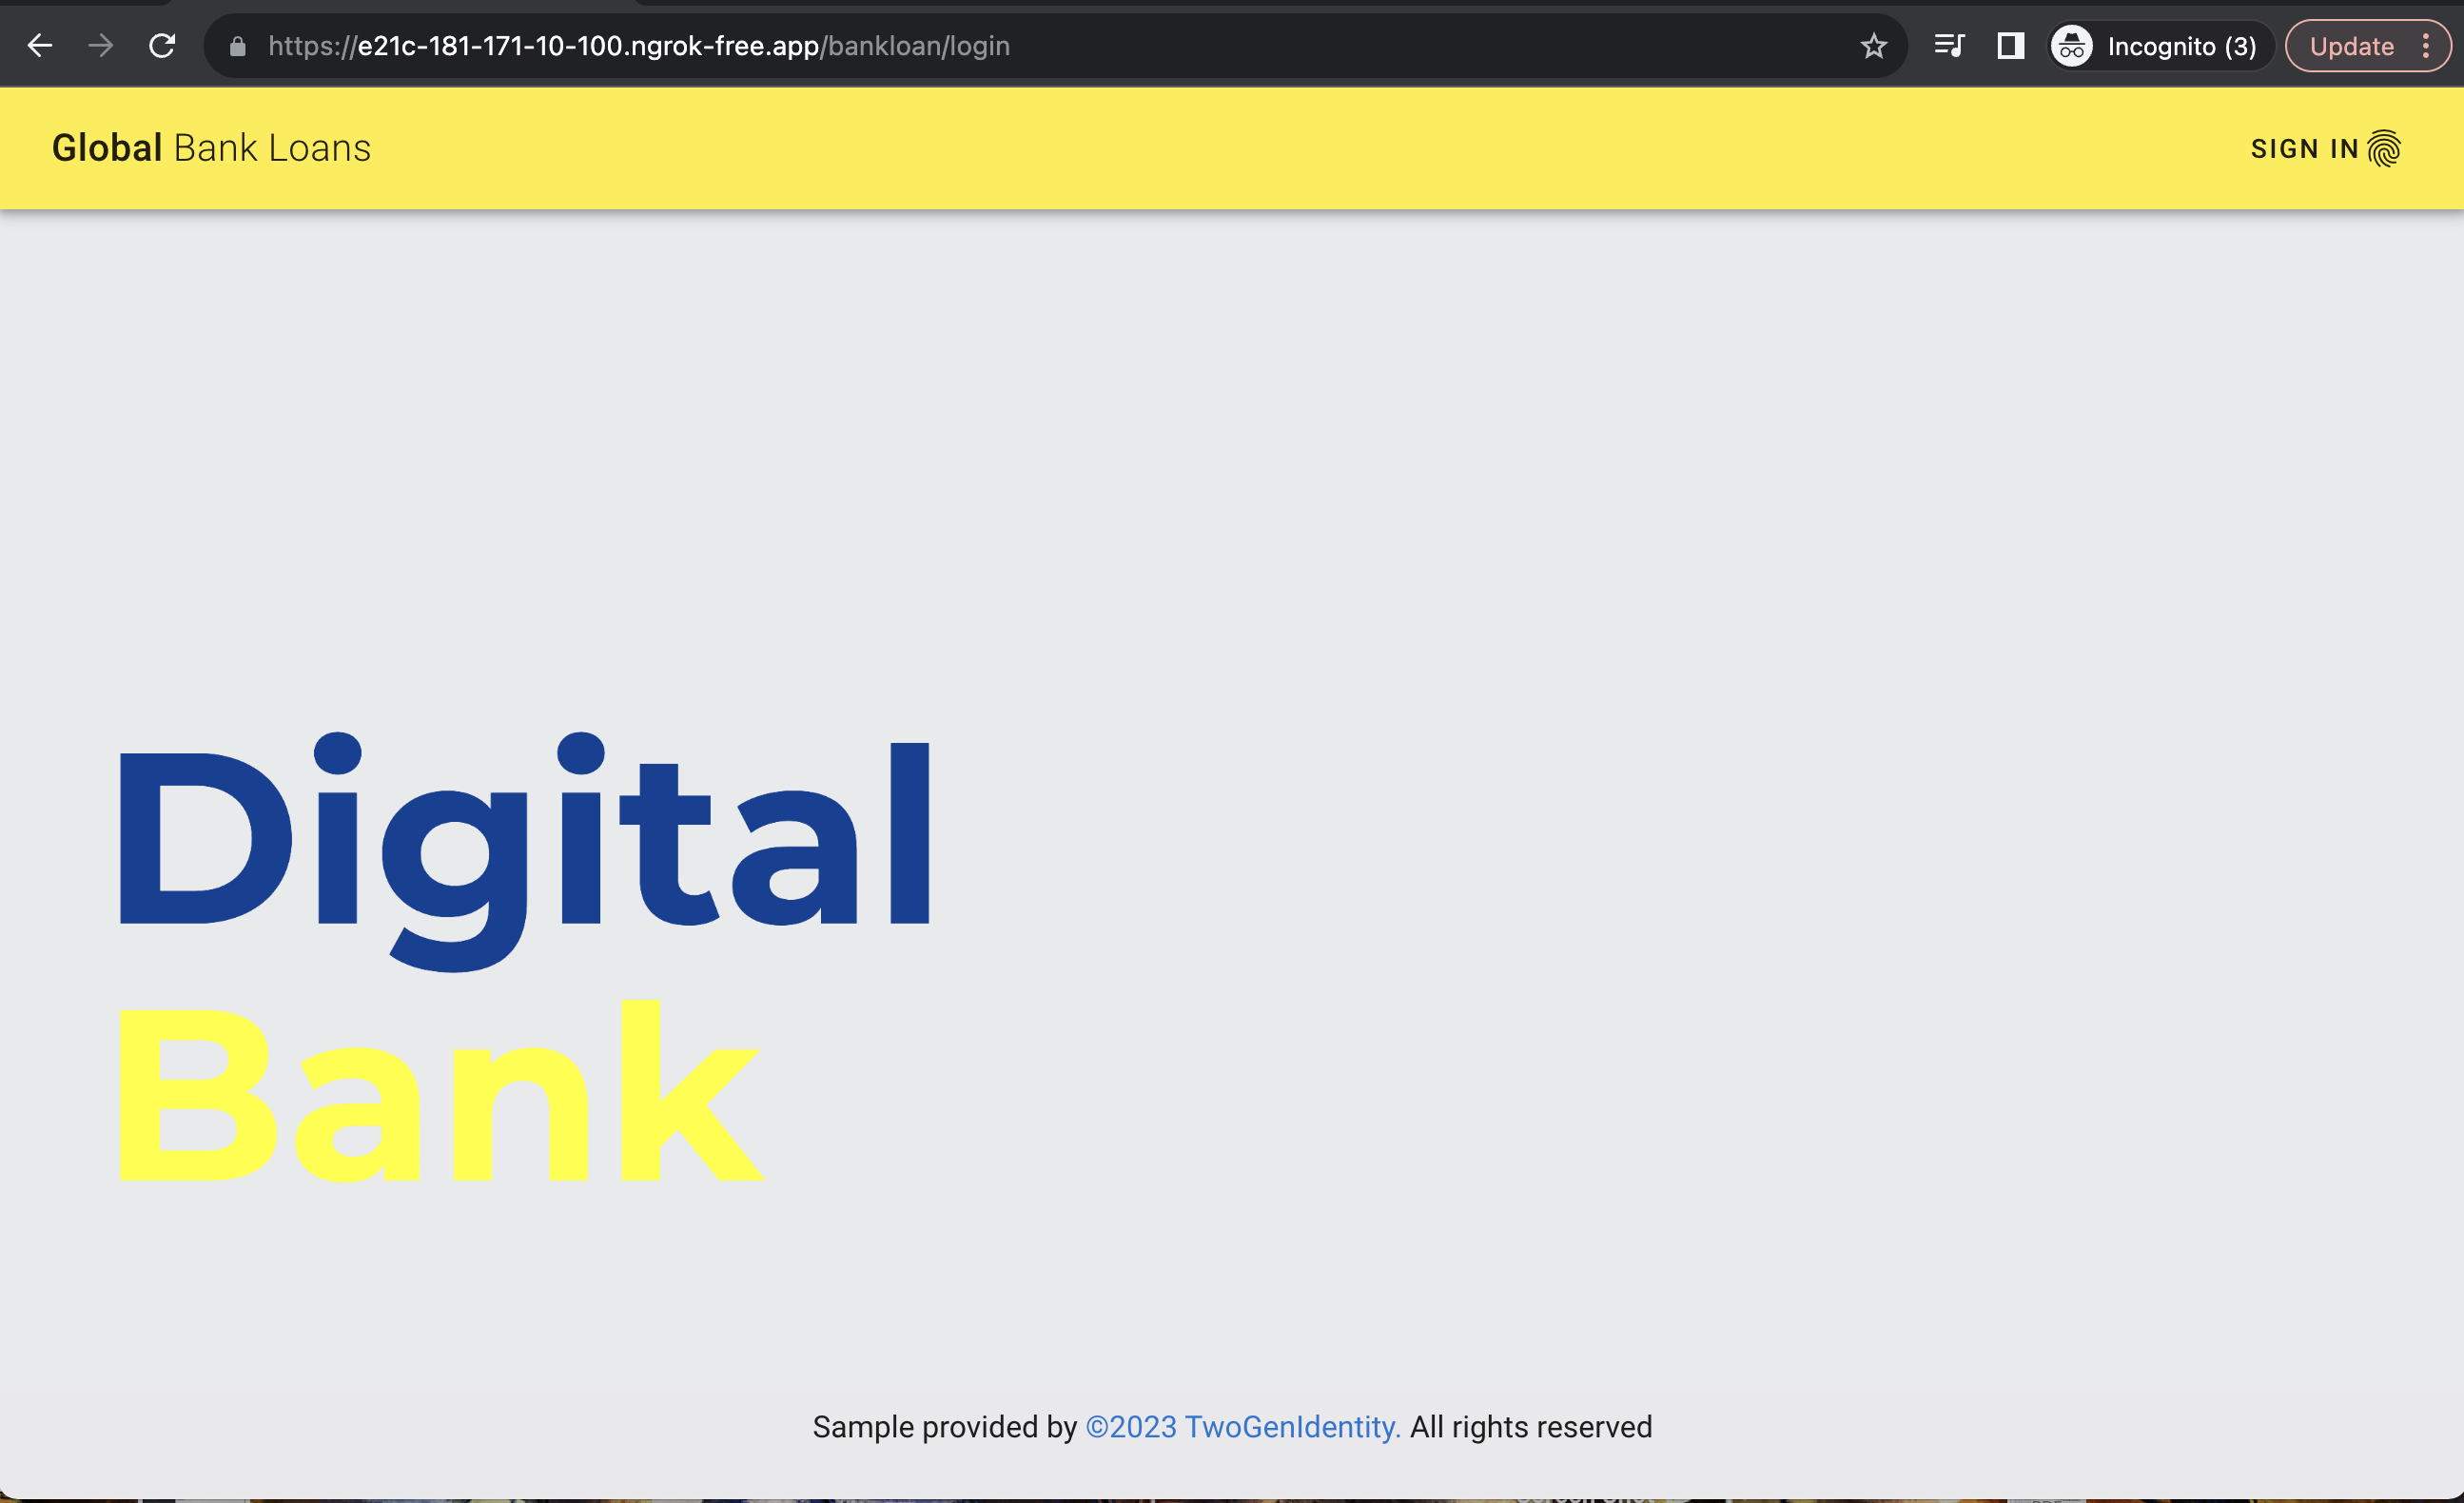 https://e21c-181-171-10-100.ngrok-free.app/bankloan/login
Incognito (3)
Update
Global Bank Loans
SIGN IN
Digital
Bank
Sample provided by ©2023 TwoGenIdentity. All rights reserved